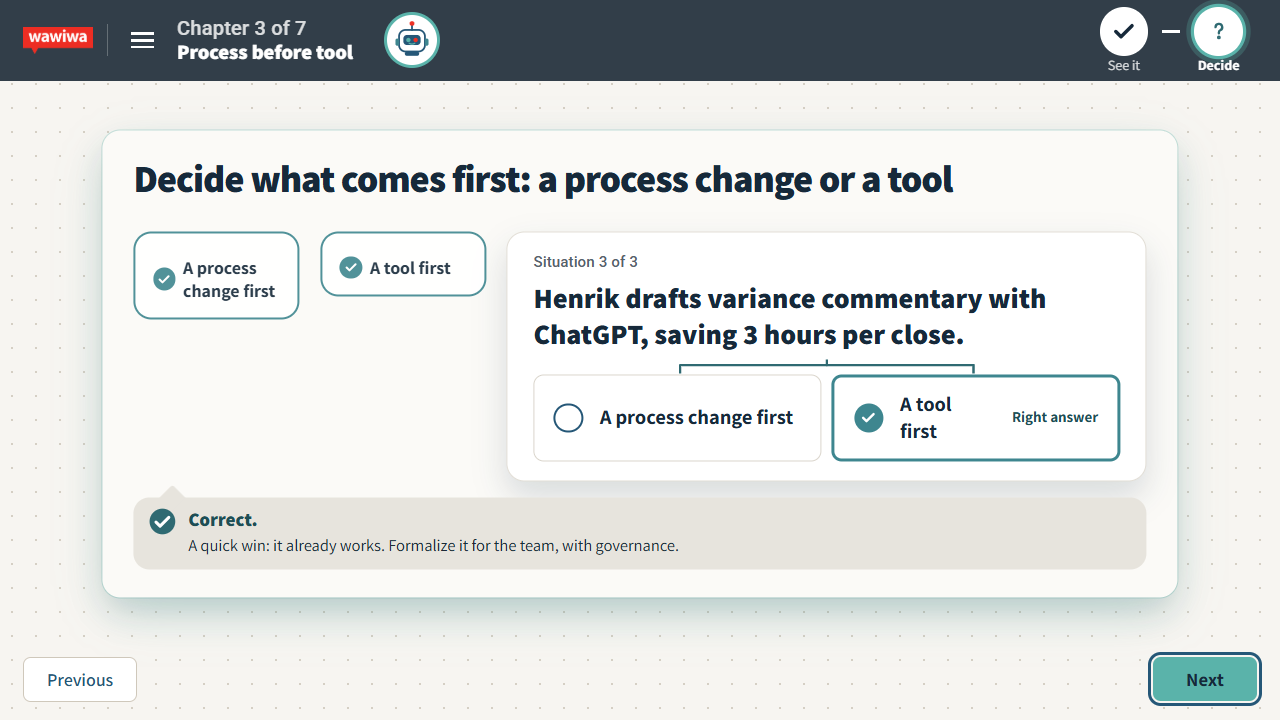 wawiwa
Chapter 3 of 7
Process before tool
See it
?
Decide
Decide what comes first: a process change or a tool
A process
change first
A tool first
Situation 3 of 3
Henrik drafts variance commentary with
ChatGPT, saving 3 hours per close.
A process change first
A tool
first
Right answer
Correct.
A quick win: it already works. Formalize it for the team, with governance.
Previous
Next